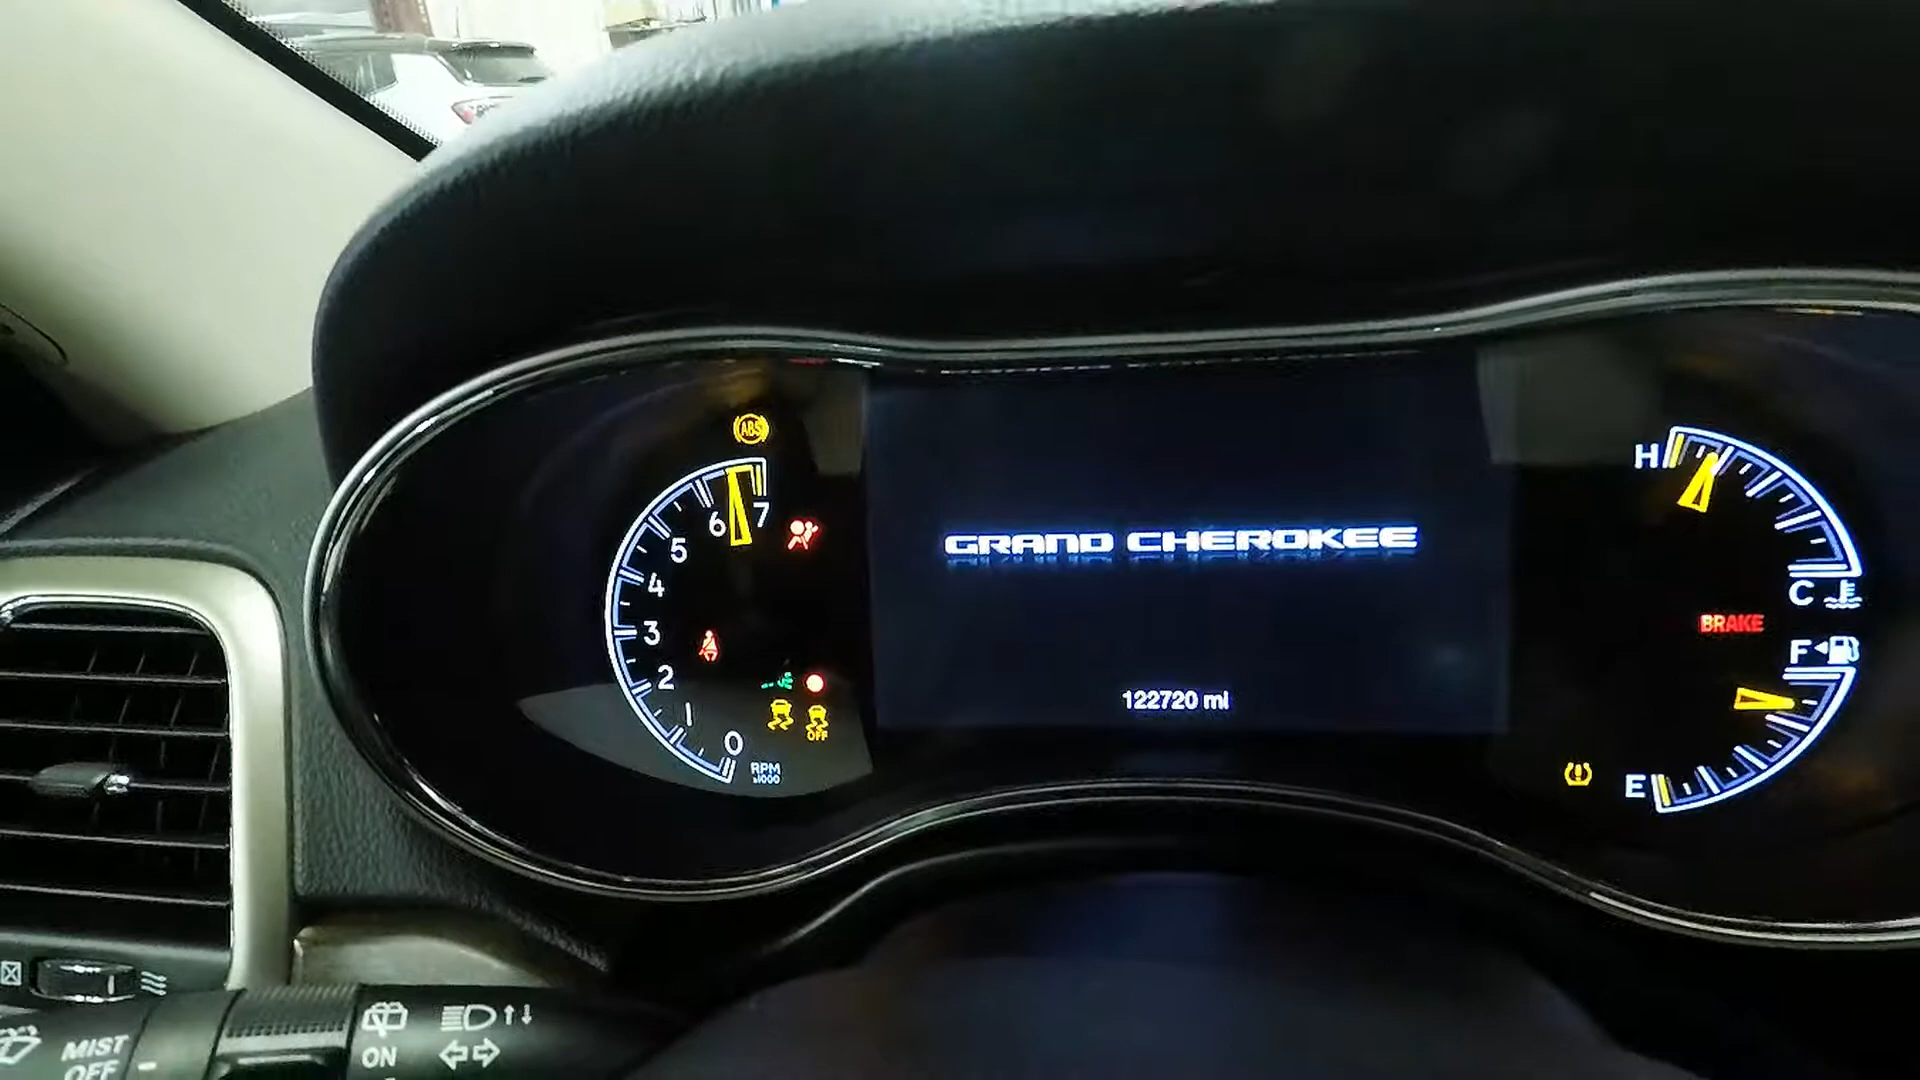 ABS
7
6
5
4
3
2
1
0
RPM
x1000
OFF
GRAND CHEROKEE
122720 mi
H
C
BRAKE
F
E
MIST
OFF
ON